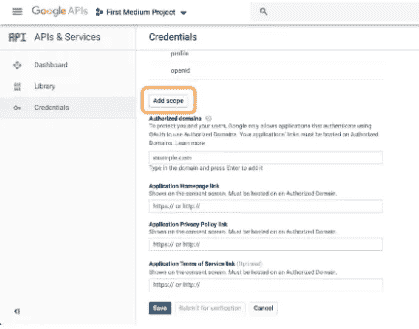 Google APIs
First Medium Project
API
APIs & Services
Credentials
Dashboard
Library
Credentials
profile
openid
Add scope
Authorized domains
To protect you and your users, Google only allows applications that authenticate using
OAuth to use Authorized Domains. Your applications' links must be hosted on Authorized
Domains. Learn more
example.com
Type in the domain and press Enter to add it
Application Homepage link
Shown on the consent screen. Must be hosted on an Authorized Domain.
https:// or http://
Application Privacy Policy link
Shown on the consent screen. Must be hosted on an Authorized Domain.
https:// or http://
Application Terms of Service link (Optional)
Shown on the consent screen. Must be hosted on an Authorized Domain.
https:// or http://
Save
Submit for verification
Cancel